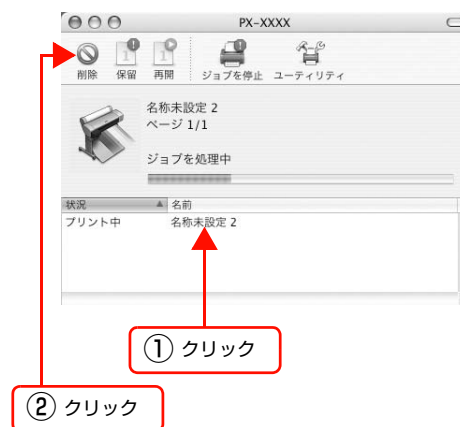 PX-XXXX
削除 保留 再開 ジョブを停止 ユーティリティ
名称未設定 2
ページ 1/1
ジョブを処理中
状況 名前
プリント中 名称未設定 2
① クリック
② クリック